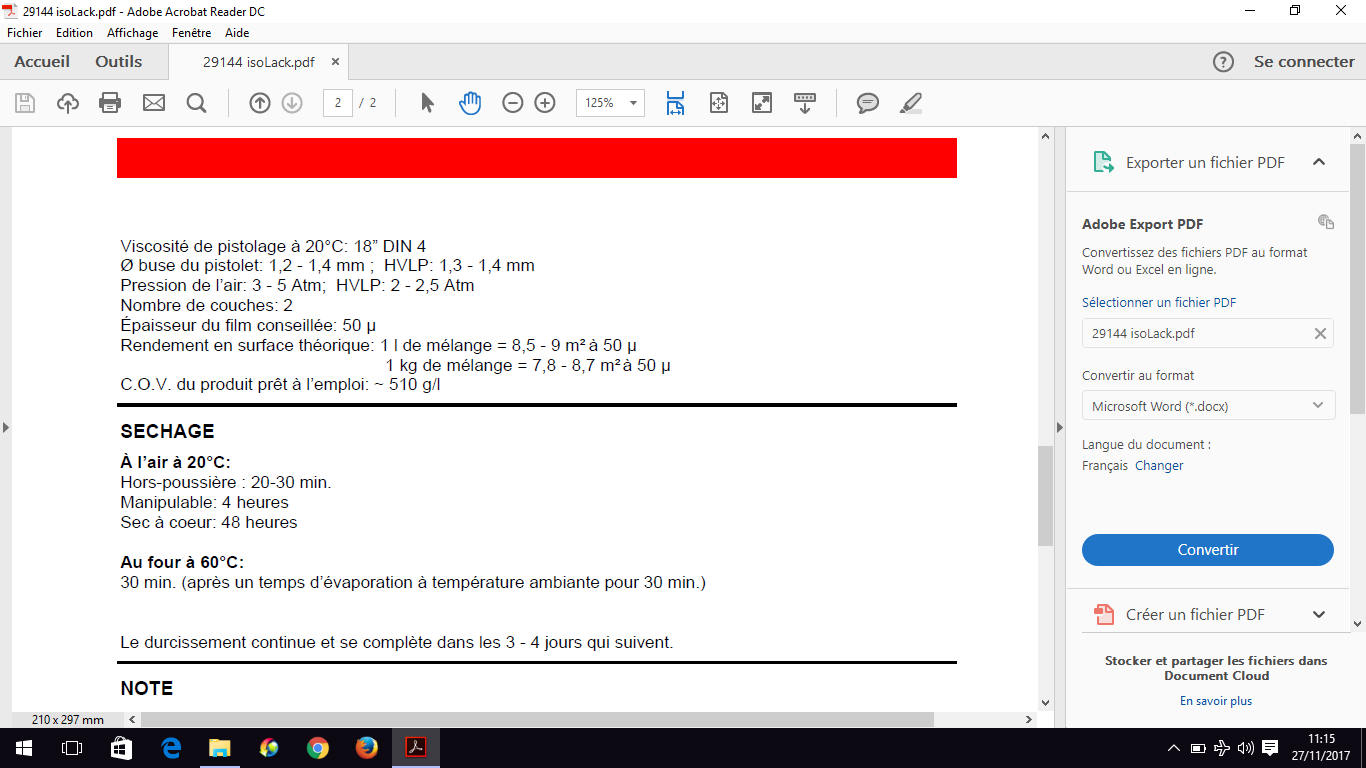 29144 isoLack.pdf - Adobe Acrobat Reader DC
Fichier Edition Affichage Fenêtre Aide
Accueil Outils 29144 isoLack.pdf × ? Se connecter
2 / 2 125%
Viscosité de pistolage à 20°C: 18” DIN 4
Ø buse du pistolet: 1,2 - 1,4 mm ; HVLP: 1,3 - 1,4 mm
Pression de l’air: 3 - 5 Atm; HVLP: 2 - 2,5 Atm
Nombre de couches: 2
Épaisseur du film conseillée: 50 µ
Rendement en surface théorique: 1 l de mélange = 8,5 - 9 m² à 50 µ
1 kg de mélange = 7,8 - 8,7 m² à 50 µ
C.O.V. du produit prêt à l’emploi: ~ 510 g/l
SECHAGE
À l’air à 20°C:
Hors-poussière : 20-30 min.
Manipulable: 4 heures
Sec à coeur: 48 heures
Au four à 60°C:
30 min. (après un temps d’évaporation à température ambiante pour 30 min.)
Le durcissement continue et se complète dans les 3 - 4 jours qui suivent.
NOTE
210 x 297 mm
Exporter un fichier PDF
Adobe Export PDF
Convertissez des fichiers PDF au format
Word ou Excel en ligne.
Sélectionner un fichier PDF
29144 isoLack.pdf
Convertir au format
Microsoft Word (*.docx)
Langue du document :
Français Changer
Convertir
Créer un fichier PDF
Stocker et partager les fichiers dans
Document Cloud
En savoir plus
11:15
27/11/2017